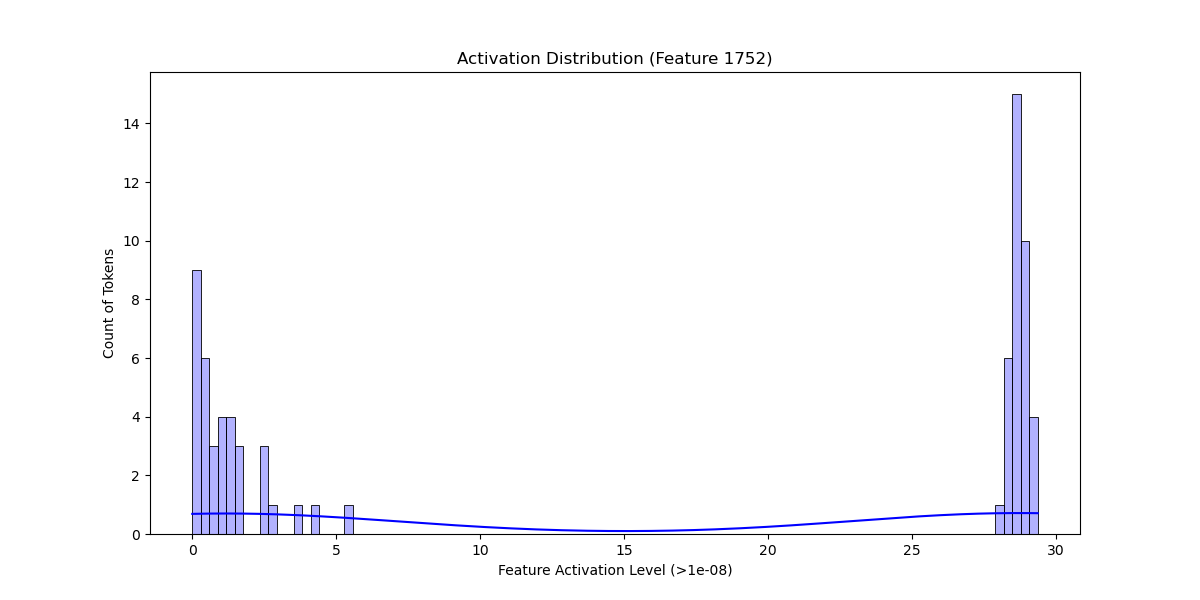 Activation Distribution (Feature 1752)
14
12
10
8
6
4
2
0
Count of Tokens
0 5 10 15 20 25 30
Feature Activation Level (>1e-08)